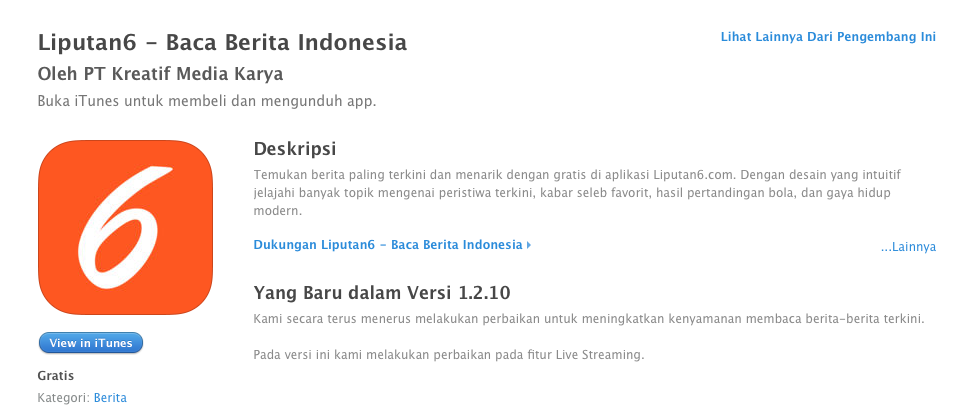 Liputan6 - Baca Berita Indonesia
Lihat Lainnya Dari Pengembang Ini
Oleh PT Kreatif Media Karya
Buka iTunes untuk membeli dan mengunduh app.
6
Deskripsi
Temukan berita paling terkini dan menarik dengan gratis di aplikasi Liputan6.com. Dengan desain yang intuitif
jelajahi banyak topik mengenai peristiwa terkini, kabar seleb favorit, hasil pertandingan bola, dan gaya hidup
modern.
Dukungan Liputan6 - Baca Berita Indonesia
...Lainnya
Yang Baru dalam Versi 1.2.10
Kami secara terus menerus melakukan perbaikan untuk meningkatkan kenyamanan membaca berita-berita terkini.
Pada versi ini kami melakukan perbaikan pada fitur Live Streaming.
View in iTunes
Gratis
Kategori: Berita